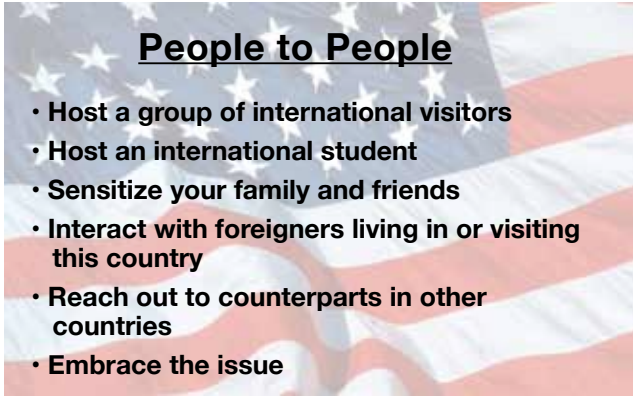 People to People
• Host a group of international visitors
• Host an international student
• Sensitize your family and friends
• Interact with foreigners living in or visiting
this country
• Reach out to counterparts in other
countries
• Embrace the issue